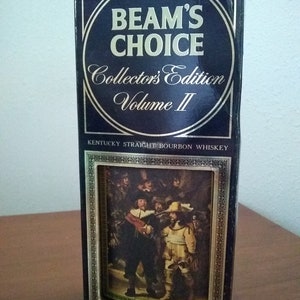 BEAM'S
CHOICE
Collector's Edition
Volume II
KENTUCKY STRAIGHT BOURBON WHISKEY